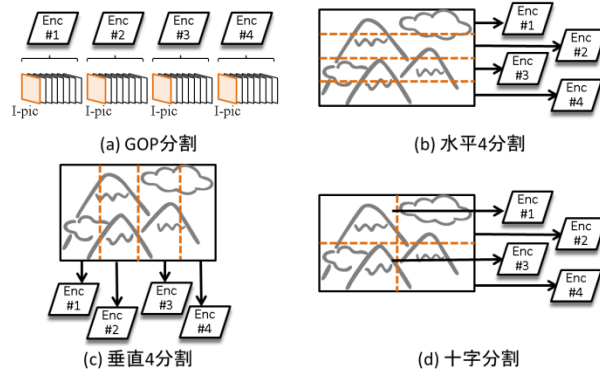 Enc #1
Enc #2
Enc #3
Enc #4
I-pic
I-pic
I-pic
I-pic
(a) GOP分割
Enc #1
Enc #2
Enc #3
Enc #4
(b) 水平4分割
Enc #1
Enc #2
Enc #3
Enc #4
(c) 垂直4分割
Enc #1
Enc #2
Enc #3
Enc #4
(d) 十字分割